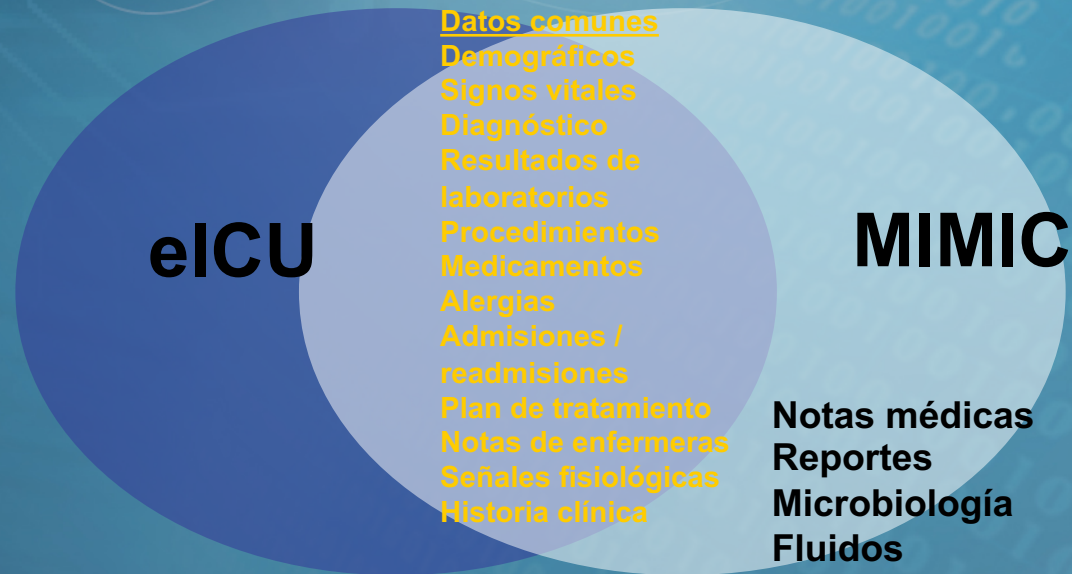 Datos comunes
Demográficos
Signos vitales
Diagnóstico
Resultados de
laboratorios
Procedimientos
Medicamentos
Alergias
Admisiones /
readmisiones
Plan de tratamiento
Notas de enfermeras
Señales fisiológicas
Historia clínica
eICU
MIMIC
Notas médicas
Reportes
Microbiología
Fluidos